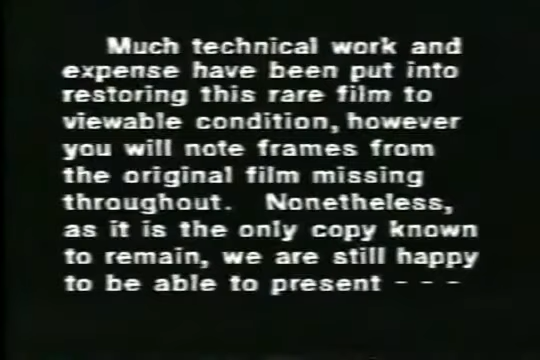 Much technical work and
expense have been put into
restoring this rare film to
viewable condition, however
you will note frames from
the original film missing
throughout. Nonetheless,
as it is the only copy known
to remain, we are still happy
to be able to present - - -